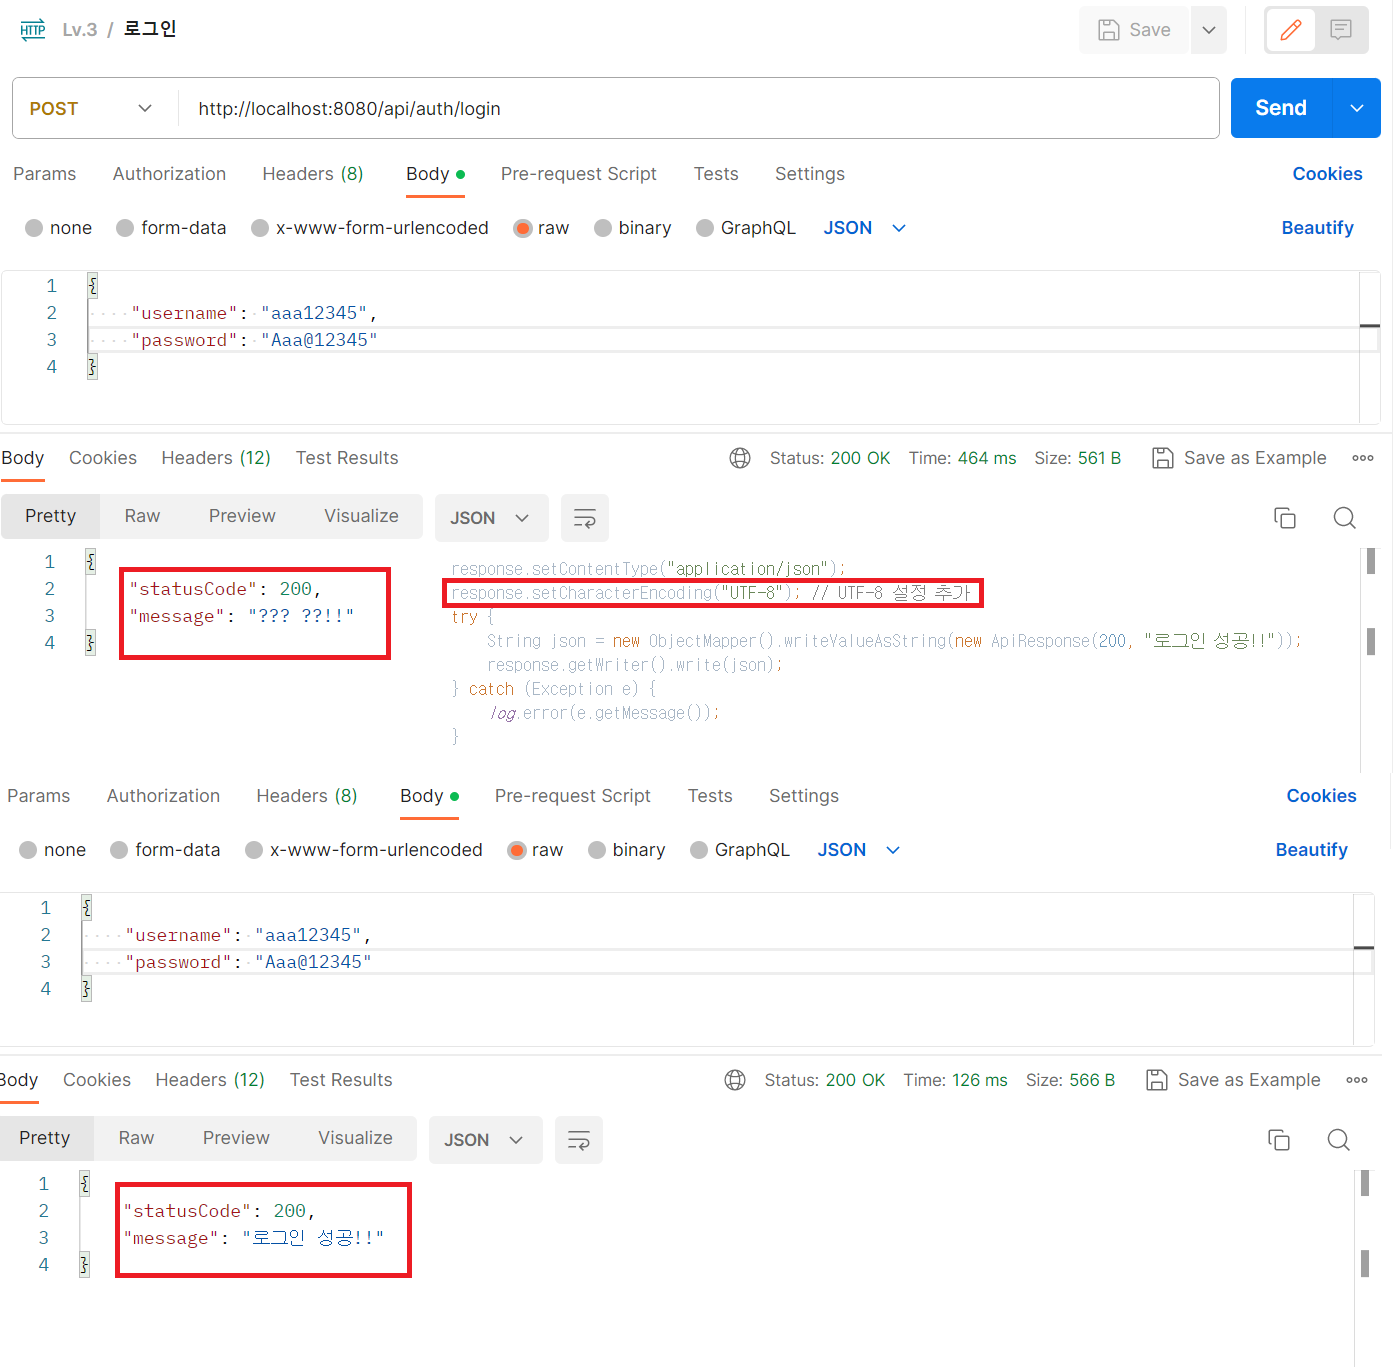 HTTP Lv.3 / 로그인 Save
POST http://localhost:8080/api/auth/login Send
Params Authorization Headers (8) Body Pre-request Script Tests Settings Cookies
none form-data x-www-form-urlencoded raw binary GraphQL JSON Beautify
1 {
2 "username": "aaa12345",
3 "password": "Aaa@12345"
4 }
Body Cookies Headers (12) Test Results Status: 200 OK Time: 464 ms Size: 561 B Save as Example
Pretty Raw Preview Visualize JSON
1 {
2 "statusCode": 200,
3 "message": "??? ??!!"
4 }
response.setContentType("application/json");
response.setCharacterEncoding("UTF-8"); // UTF-8 설정 추가
try {
String json = new ObjectMapper().writeValueAsString(new ApiResponse(200, "로그인 성공!!"));
response.getWriter().write(json);
} catch (Exception e) {
log.error(e.getMessage());
}
Params Authorization Headers (8) Body Pre-request Script Tests Settings Cookies
none form-data x-www-form-urlencoded raw binary GraphQL JSON Beautify
1 {
2 "username": "aaa12345",
3 "password": "Aaa@12345"
4 }
Body Cookies Headers (12) Test Results Status: 200 OK Time: 126 ms Size: 566 B Save as Example
Pretty Raw Preview Visualize JSON
1 {
2 "statusCode": 200,
3 "message": "로그인 성공!!"
4 }